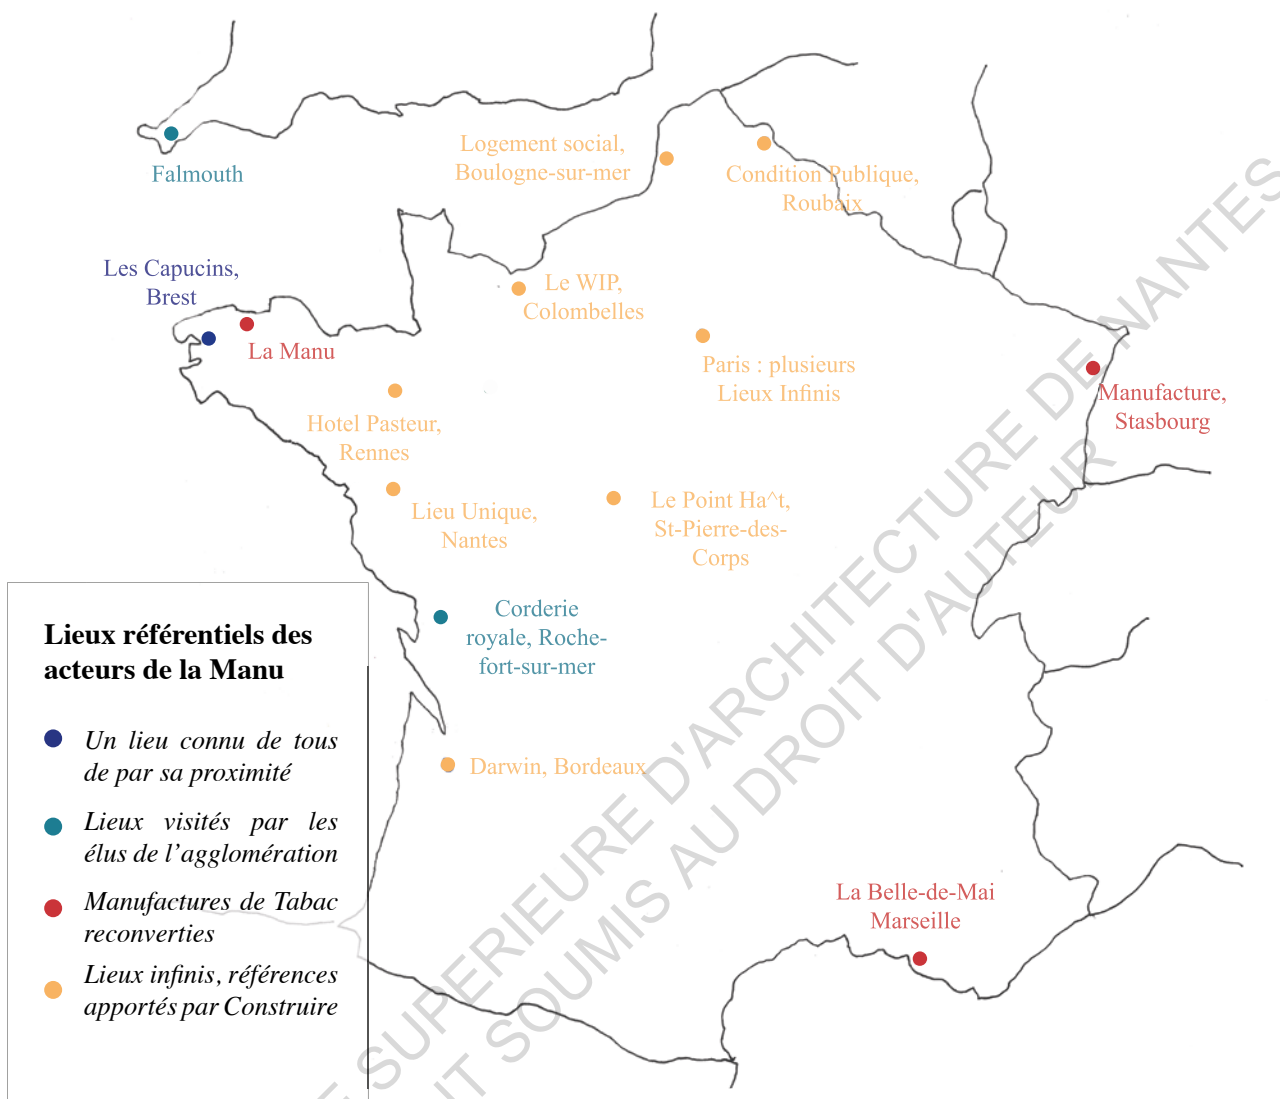 Falmouth
Logement social,
Boulogne-sur-mer
Condition Publique,
Roubaix
Les Capucins,
Brest
La Manu
Le WIP,
Colombelles
Paris : plusieurs
Lieux Infinis
Manufacture,
Stasbourg
Hotel Pasteur,
Rennes
Lieu Unique,
Nantes
Le Point Ha^t,
St-Pierre-des-
Corps
Corderie
royale, Roche-
fort-sur-mer
Darwin, Bordeaux
La Belle-de-Mai
Marseille
Lieux référentiels des
acteurs de la Manu
Un lieu connu de tous
de par sa proximité
Lieux visités par les
élus de l'agglomération
Manufactures de Tabac
reconverties
Lieux infinis, références
apportés par Construire
SUPERIEURE D'ARCHITECTURE DE NANTES
SOUMIS AU DROIT D'AUTEUR